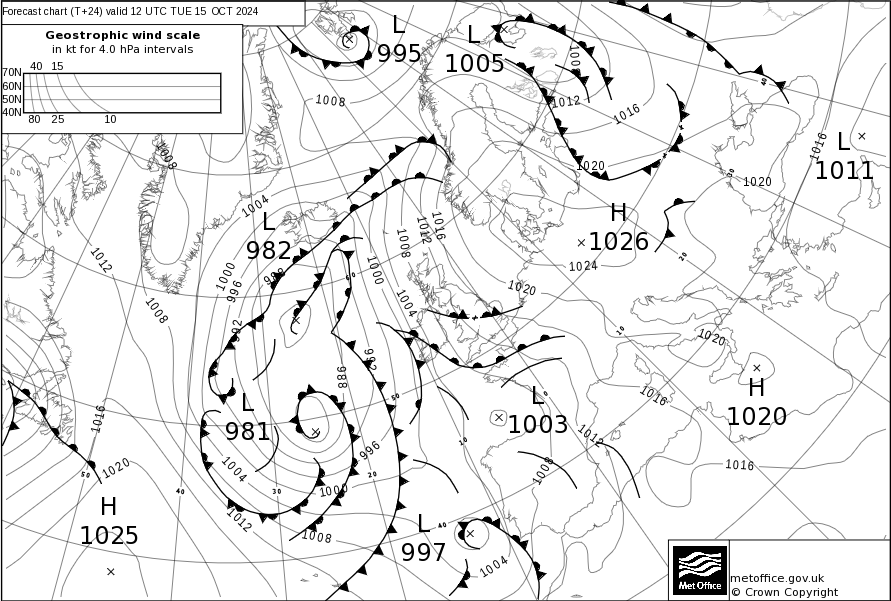 Forecast chart (T+24) valid 12 UTC TUE 15 OCT 2024
Geostrophic wind scale
in kt for 4.0 hPa intervals
40 15
70N
60N
50N
40N
80 25 10
L
995
L
1005
1008
1008
1012
1016
1016
L
1011
40
1008
1020
1020
50
1004
L
982
1016
1012
1008
H
1026
1024
20
1012
1000
996
988
60
1000
1020
1008
992
1004
10
1020
992
988
H
1020
1016
50
L
1003
0
1016
L
981
10
1012
996
1004
1008
1016
1020
50
40
30
20
1000
H
1025
1012
1008
L
997
40
1004
Met Office
metoffice.gov.uk
© Crown Copyright